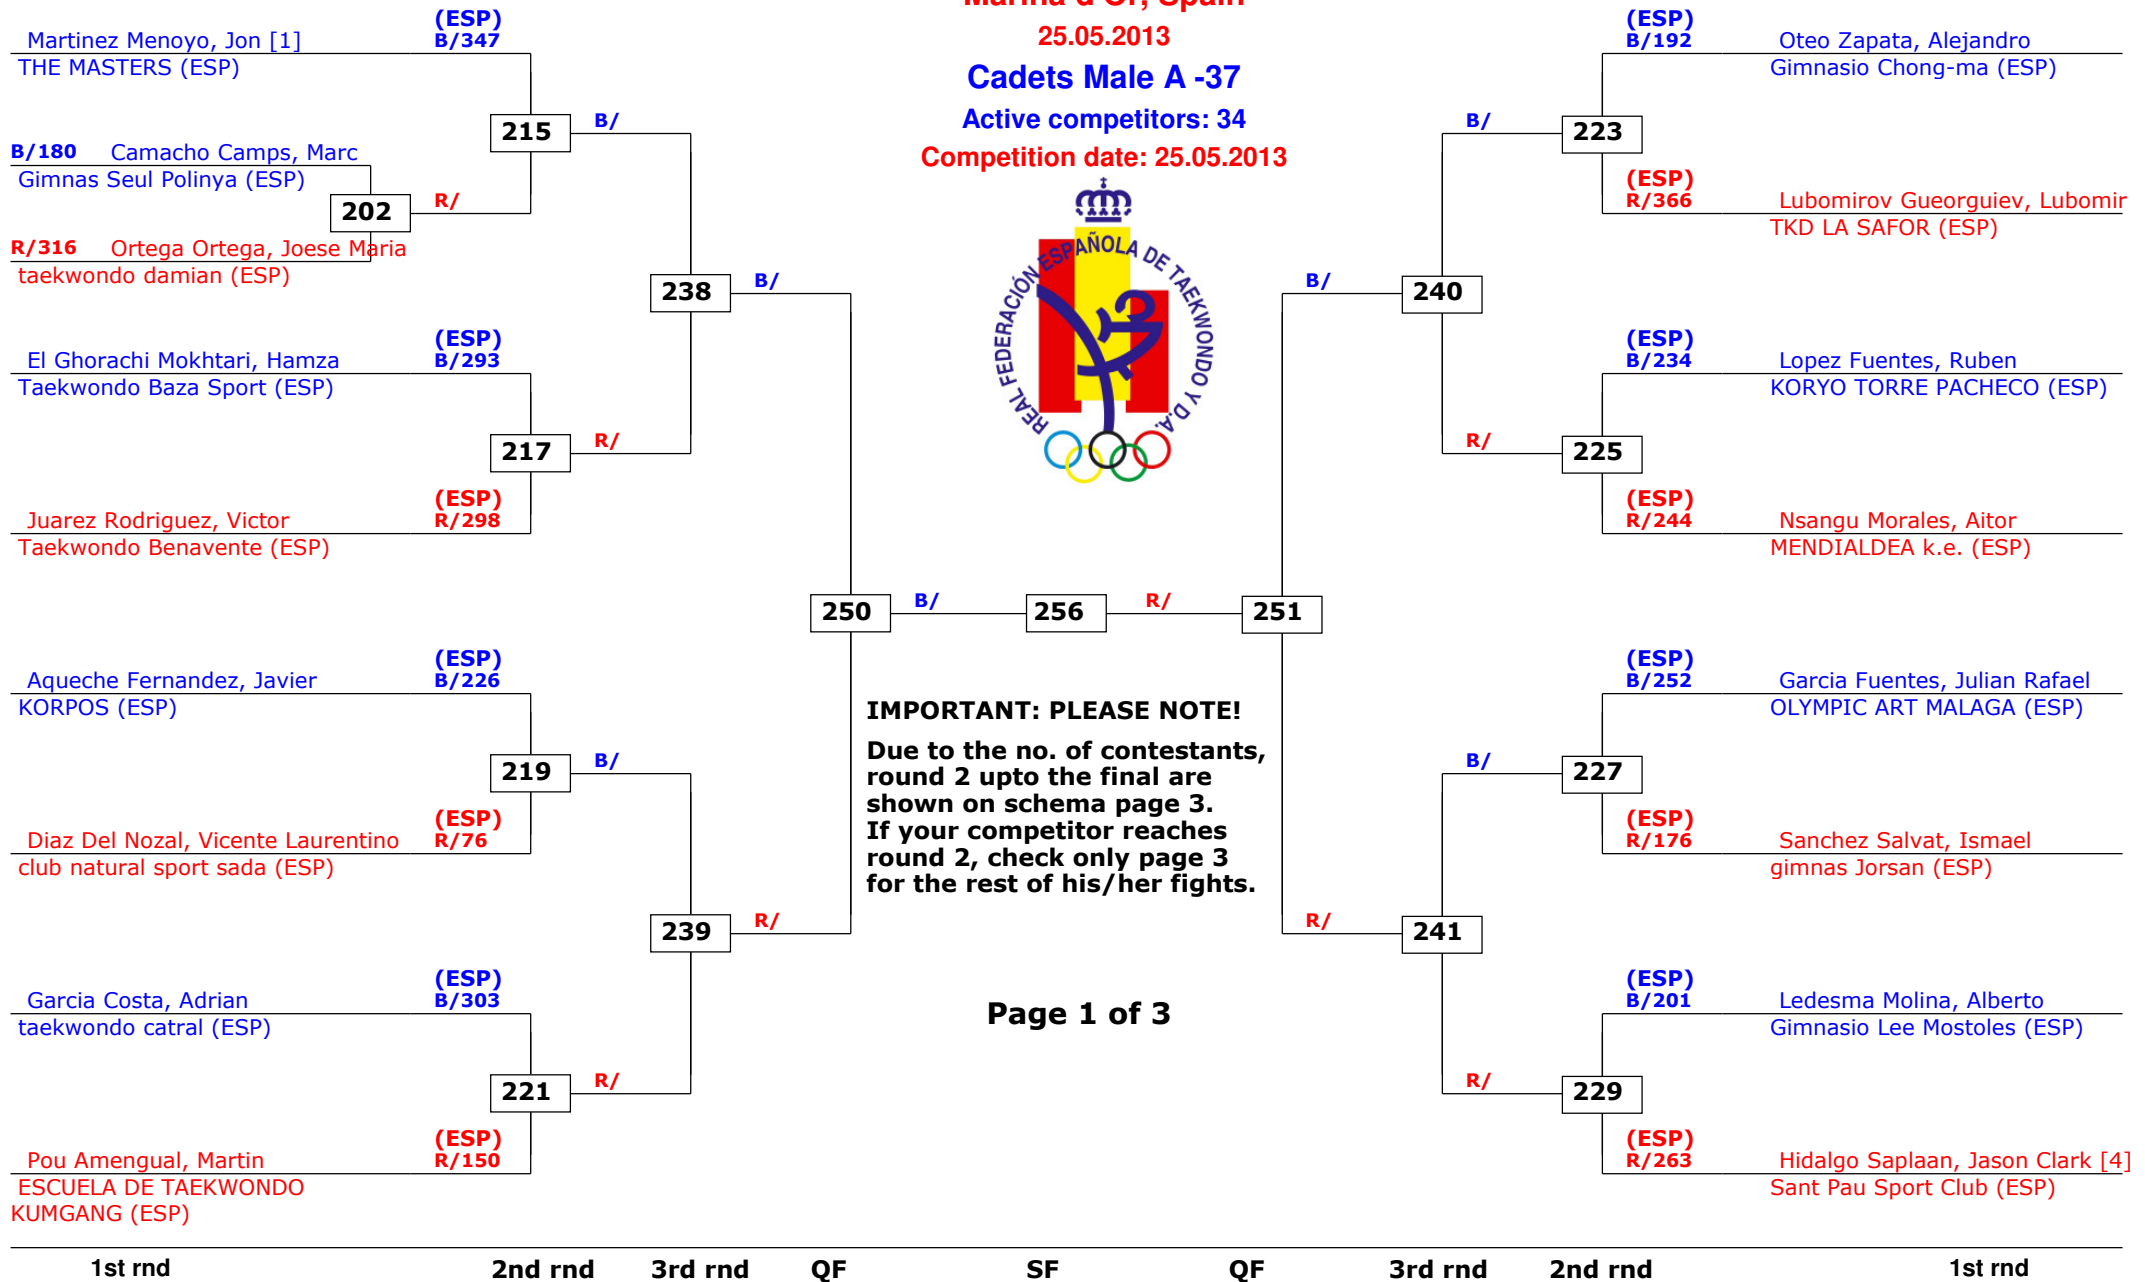 Marina d'Or, Spain
25.05.2013
Cadets Male A -37
Active competitors: 34
Competition date: 25.05.2013
REAL FEDERACIÓN ESPAÑOLA DE TAEKWONDO Y D.A.
(ESP)
Martinez Menoyo, Jon [1] B/347
THE MASTERS (ESP)
215 B/
B/180 Camacho Camps, Marc
Gimnas Seul Polinya (ESP)
202 R/
R/316 Ortega Ortega, Joese Maria
taekwondo damian (ESP)
238 B/
(ESP)
El Ghorachi Mokhtari, Hamza B/293
Taekwondo Baza Sport (ESP)
217 R/
(ESP)
Juarez Rodriguez, Victor R/298
Taekwondo Benavente (ESP)
250 B/ 256 R/ 251
(ESP)
Aqueche Fernandez, Javier B/226
KORPOS (ESP)
219 B/
(ESP)
Diaz Del Nozal, Vicente Laurentino R/76
club natural sport sada (ESP)
239 R/
(ESP)
Garcia Costa, Adrian B/303
taekwondo catral (ESP)
221 R/
(ESP)
Pou Amengual, Martin R/150
ESCUELA DE TAEKWONDO
KUMGANG (ESP)
IMPORTANT: PLEASE NOTE!
Due to the no. of contestants,
round 2 upto the final are
shown on schema page 3.
If your competitor reaches
round 2, check only page 3
for the rest of his/her fights.
Page 1 of 3
(ESP)
B/192 Oteo Zapata, Alejandro
Gimnasio Chong-ma (ESP)
B/ 223
(ESP)
R/366 Lubomirov Gueorguiev, Lubomir
TKD LA SAFOR (ESP)
B/ 240
(ESP)
B/234 Lopez Fuentes, Ruben
KORYO TORRE PACHECO (ESP)
R/ 225
(ESP)
R/244 Nsangu Morales, Aitor
MENDIALDEA k.e. (ESP)
(ESP)
B/252 Garcia Fuentes, Julian Rafael
OLYMPIC ART MALAGA (ESP)
B/ 227
(ESP)
R/176 Sanchez Salvat, Ismael
gimnas Jorsan (ESP)
R/ 241
(ESP)
B/201 Ledesma Molina, Alberto
Gimnasio Lee Mostoles (ESP)
R/ 229
(ESP)
R/263 Hidalgo Saplaan, Jason Clark [4]
Sant Pau Sport Club (ESP)
1st rnd 2nd rnd 3rd rnd QF SF QF 3rd rnd 2nd rnd 1st rnd